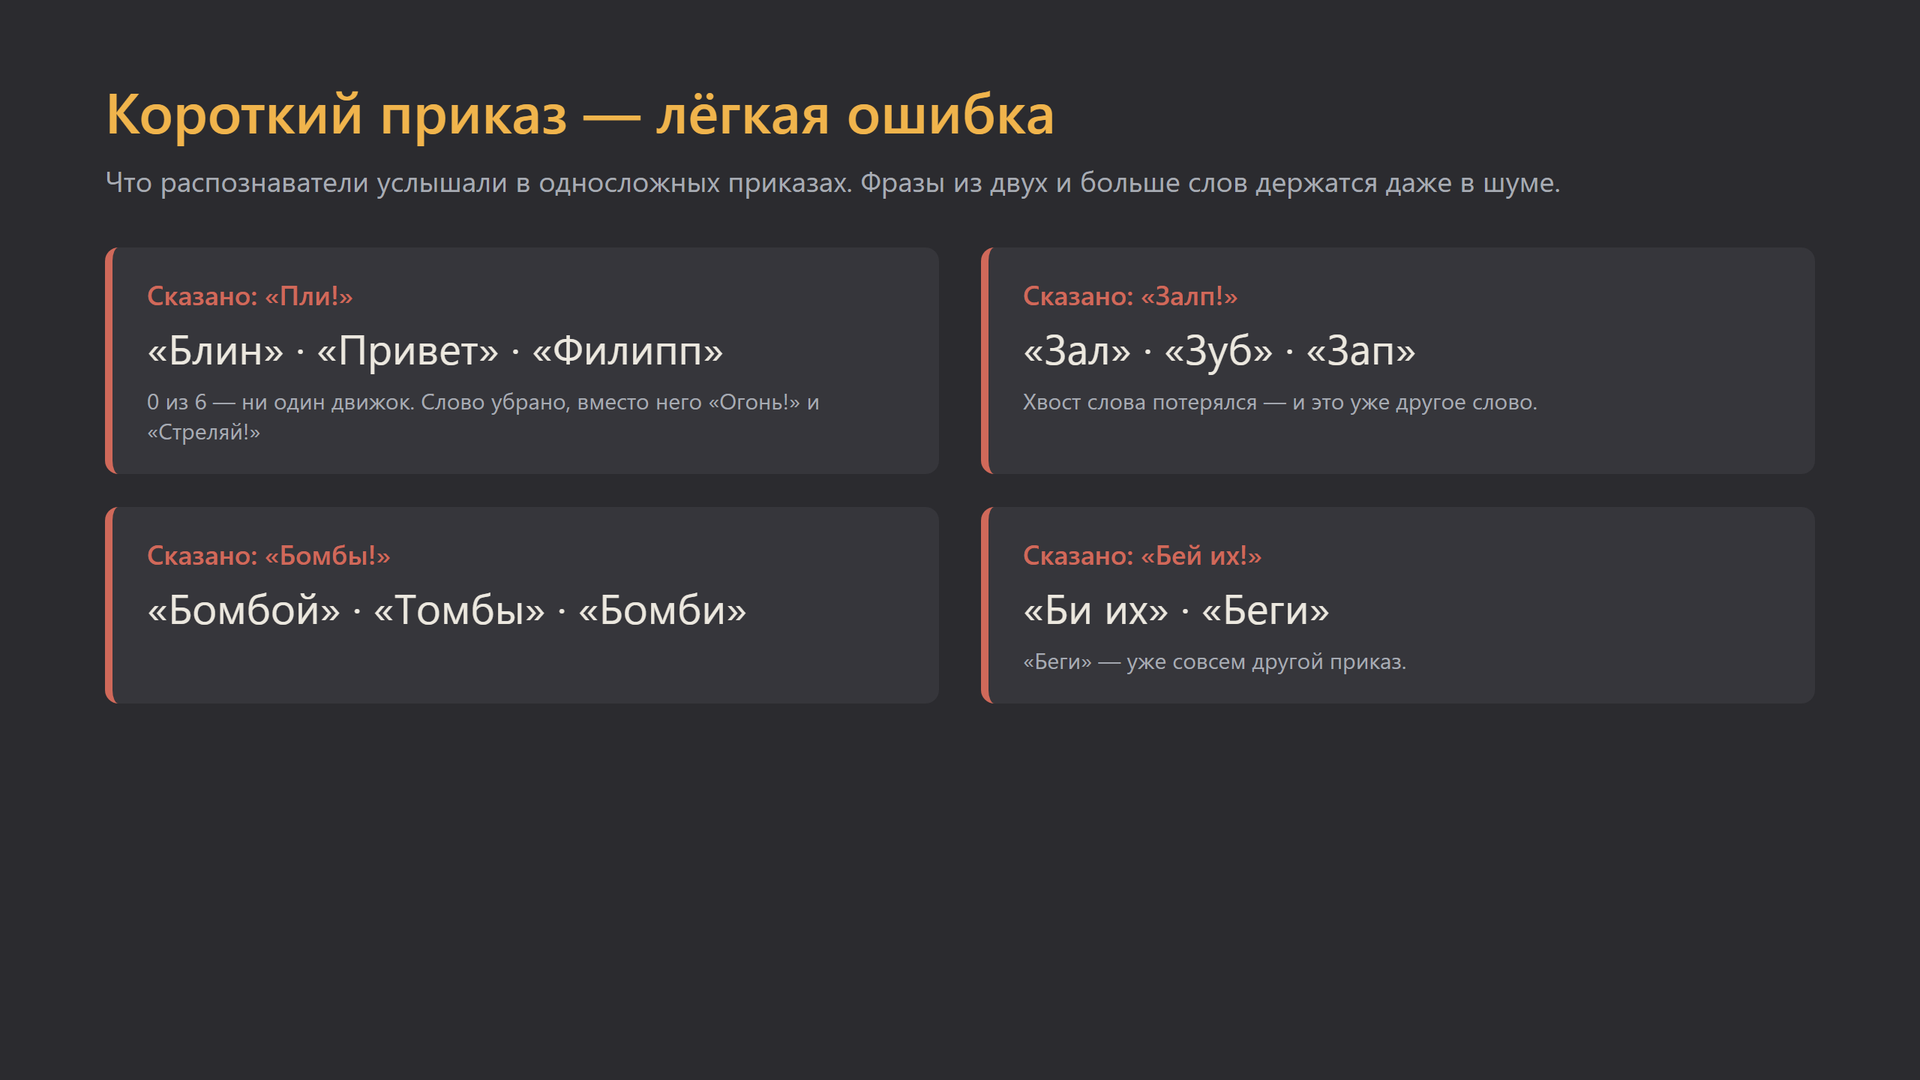 Короткий приказ — лёгкая ошибка
Что распознаватели услышали в односложных приказах. Фразы из двух и больше слов держатся даже в шуме.
Сказано: «Пли!»
«Блин» · «Привет» · «Филипп»
0 из 6 — ни один движок. Слово убрано, вместо него «Огонь!» и
«Стреляй!»
Сказано: «Залп!»
«Зал» · «Зуб» · «Зап»
Хвост слова потерялся — и это уже другое слово.
Сказано: «Бомбы!»
«Бомбой» · «Томбы» · «Бомби»
Сказано: «Бей их!»
«Би их» · «Беги»
«Беги» — уже совсем другой приказ.